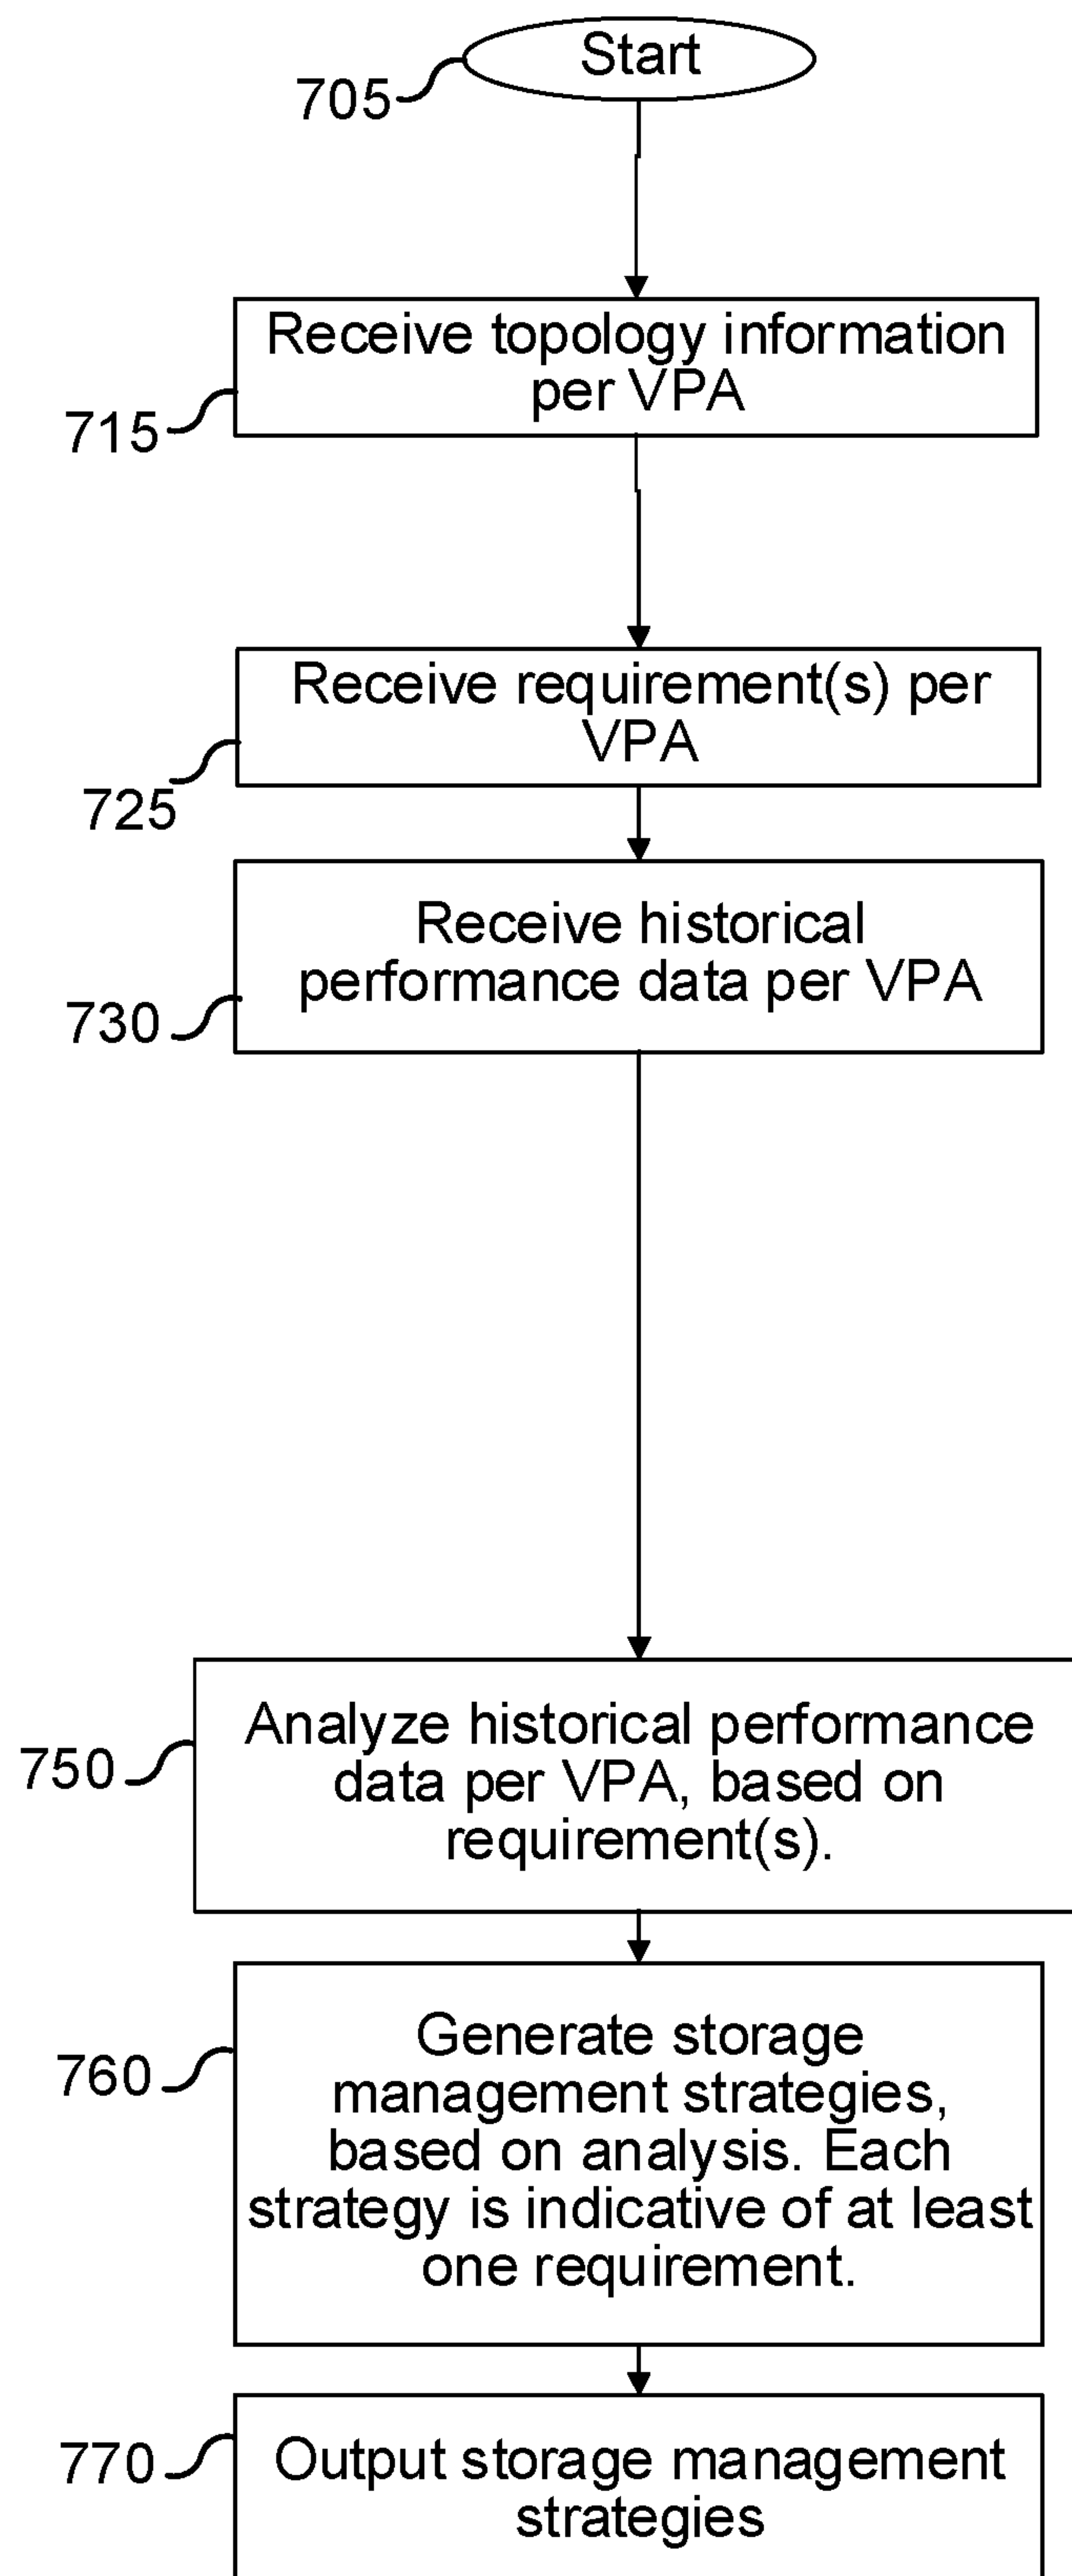 Start
705
Receive topology information
per VPA
715
Receive requirement(s) per
VPA
725
Receive historical
performance data per VPA
730
Analyze historical performance
data per VPA, based on
requirement(s).
750
Generate storage
management strategies,
based on analysis. Each
strategy is indicative of at least
one requirement.
760
Output storage management
strategies
770